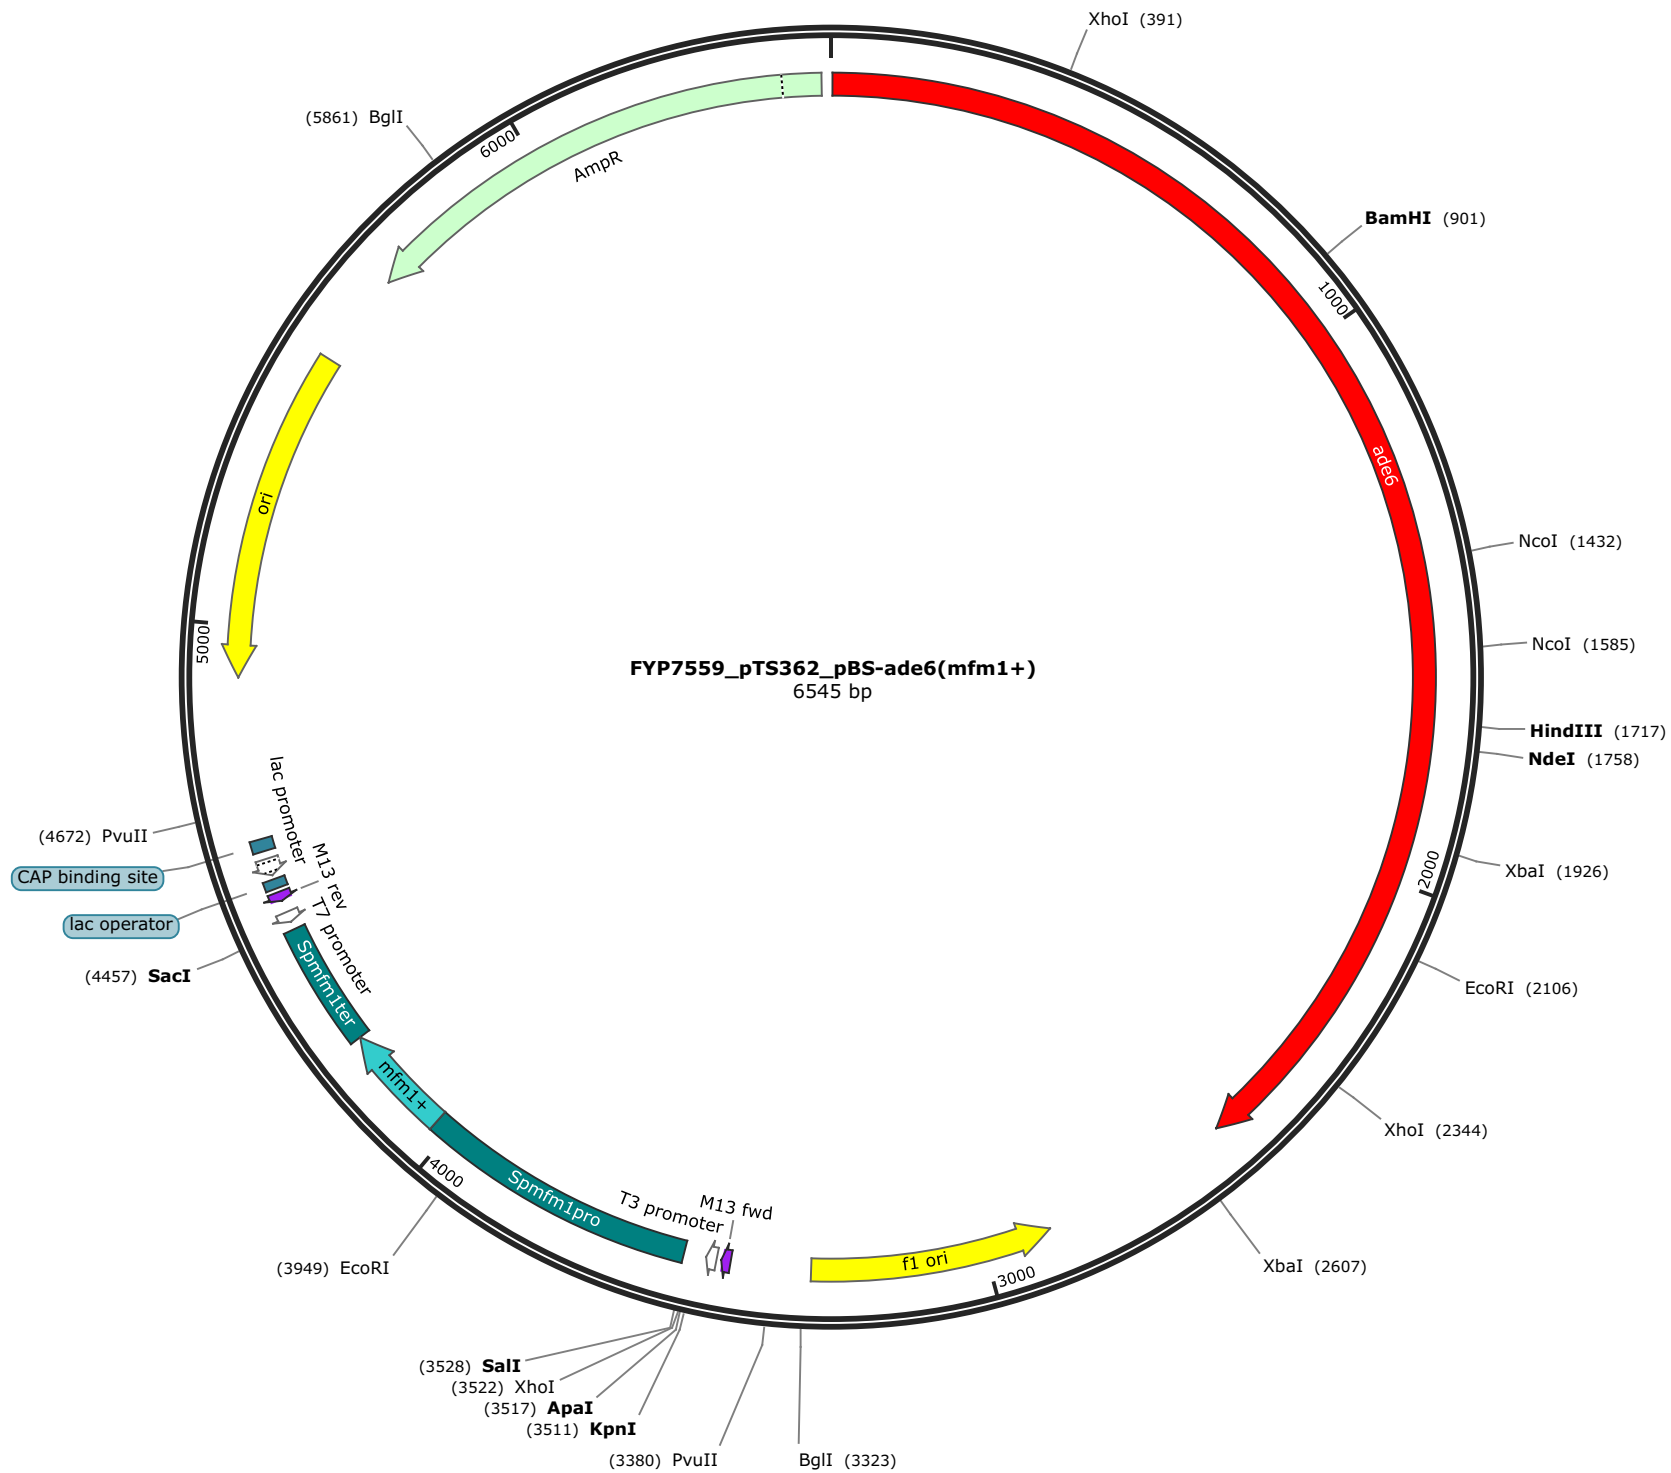 XhoI (391)
(5861) BglI
6000
AmpR
BamHI (901)
1000
ade6
ori
NcoI (1432)
5000
NcoI (1585)
FYP7559_pTS362_pBS-ade6(mfm1+)
6545 bp
HindIII (1717)
NdeI (1758)
lac promoter
(4672) PvuII
M13 rev
2000
XbaI (1926)
CAP binding site
T7 promoter
lac operator
(4457) SacI
Spmfm1ter
EcoRI (2106)
mfm1+
XhoI (2344)
4000
Spmfm1pro
T3 promoter
M13 fwd
f1 ori
3000
(3949) EcoRI
XbaI (2607)
(3528) SalI
(3522) XhoI
(3517) ApaI
(3511) KpnI
(3380) PvuII
BglI (3323)